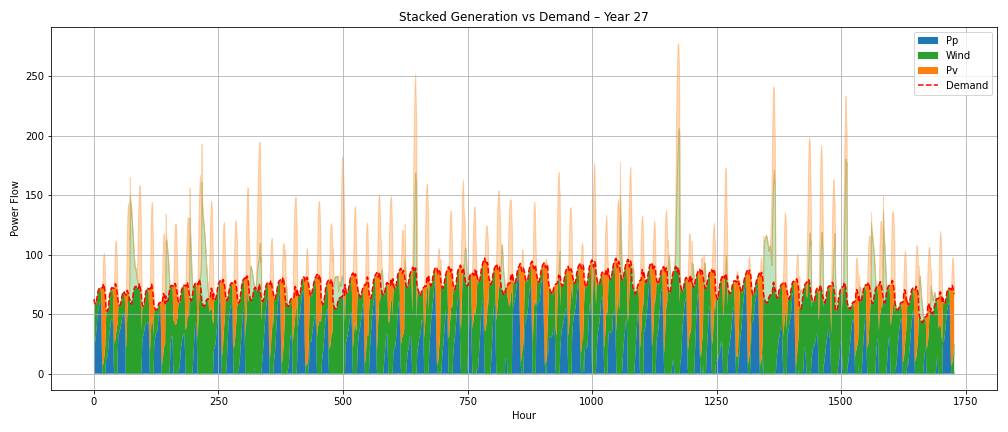 Stacked Generation vs Demand – Year 27
Pp
Wind
Pv
Demand
Power Flow
250
200
150
100
50
0
0
250
500
750
1000
1250
1500
1750
Hour